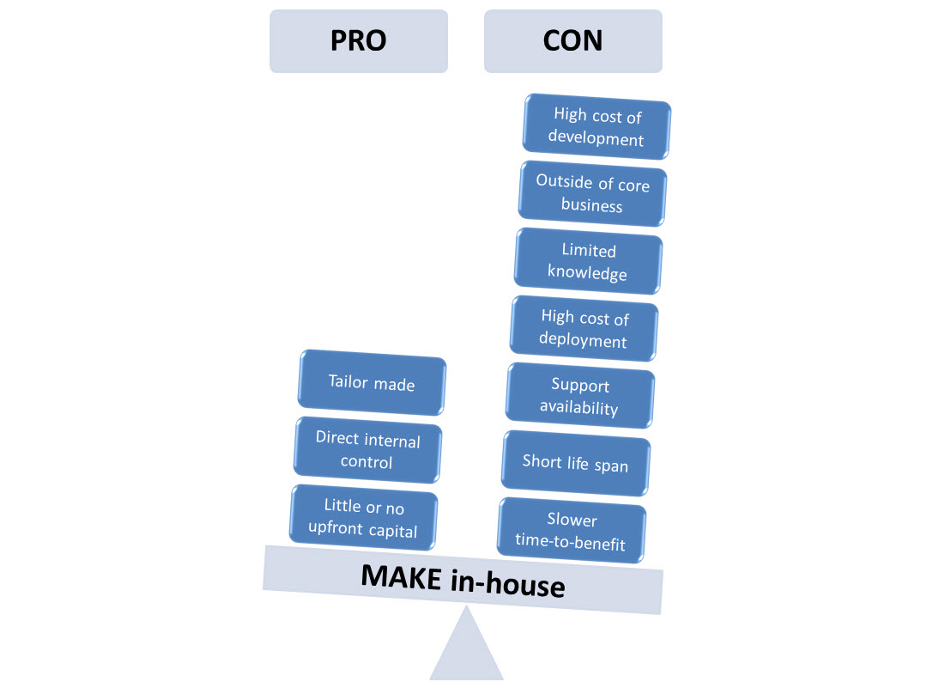 PRO
CON
Tailor made
Direct internal
control
Little or no
upfront capital
High cost of
development
Outside of core
business
Limited
knowledge
High cost of
deployment
Support
availability
Short life span
Slower
time-to-benefit
MAKE in-house